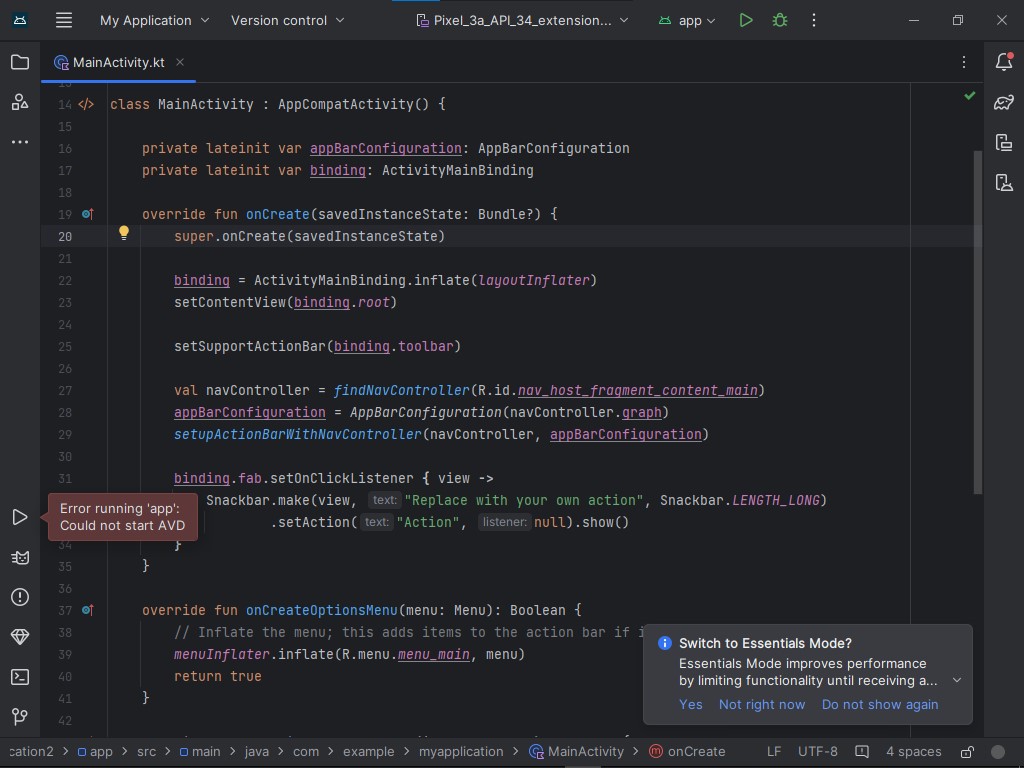 My Application
Version control
Pixel_3a_API_34_extension...
app
MainActivity.kt
13
14 class MainActivity : AppCompatActivity() {
15
16 private lateinit var appBarConfiguration: AppBarConfiguration
17 private lateinit var binding: ActivityMainBinding
18
19 override fun onCreate(savedInstanceState: Bundle?) {
20 super.onCreate(savedInstanceState)
21
22 binding = ActivityMainBinding.inflate(layoutInflater)
23 setContentView(binding.root)
24
25 setSupportActionBar(binding.toolbar)
26
27 val navController = findNavController(R.id.nav_host_fragment_content_main)
28 appBarConfiguration = AppBarConfiguration(navController.graph)
29 setupActionBarWithNavController(navController, appBarConfiguration)
30
31 binding.fab.setOnClickListener { view ->
Snackbar.make(view, text: "Replace with your own action", Snackbar.LENGTH_LONG)
.setAction( text: "Action", listener: null).show()
34 }
35 }
36
37 override fun onCreateOptionsMenu(menu: Menu): Boolean {
38 // Inflate the menu; this adds items to the action bar if i
39 menuInflater.inflate(R.menu.menu_main, menu)
40 return true
41 }
42
Error running 'app':
Could not start AVD
Switch to Essentials Mode?
Essentials Mode improves performance
by limiting functionality until receiving a...
Yes Not right now Do not show again
cation2 > app > src > main > java > com > example > myapplication > MainActivity > onCreate
LF UTF-8 4 spaces